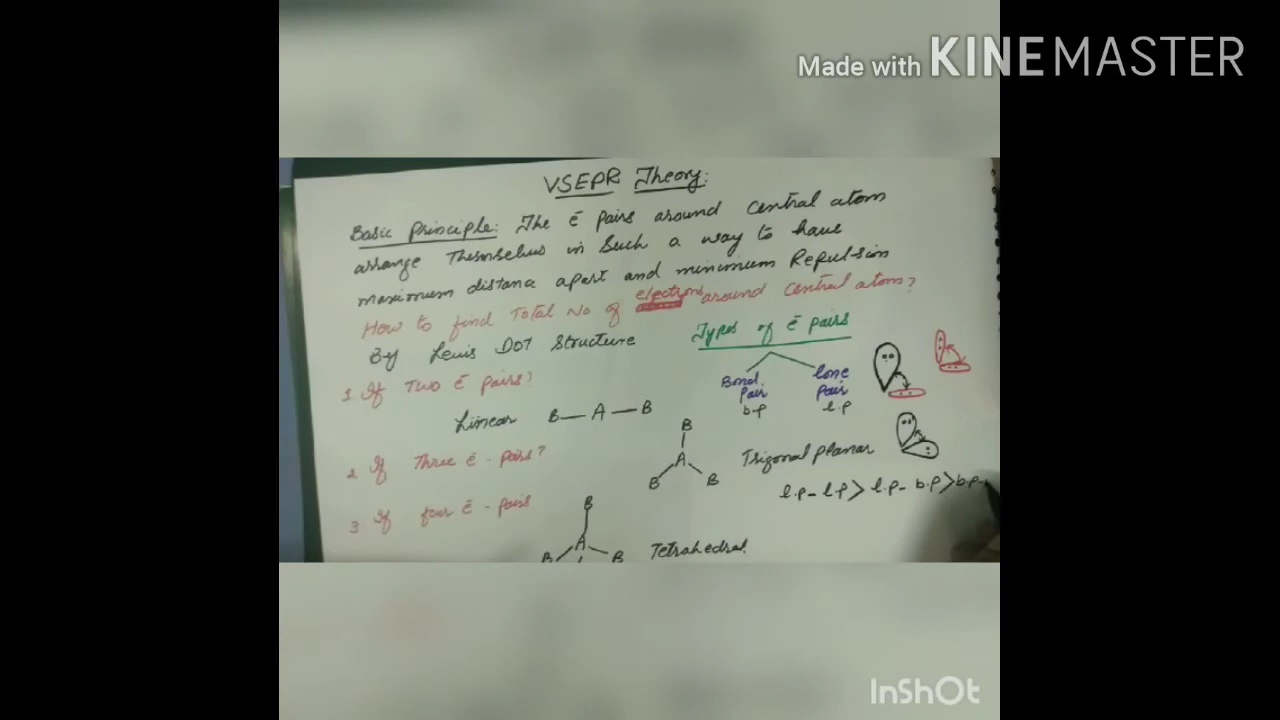 Made with KINEMASTER
VSEPR Theory:
Basic Principle: The ē pairs around central atom
arrange Themselves in Such a way to have
maximum distance apart and minimum Repulsion
How to find Total No of electrons around Central atom?
By Lewis DOT Structure
Types of ē pairs
Bond Pair b.p
lone Pair l.p
1. If Two ē pairs?
Linear B—A—B
2. If Three ē - pairs?
B
A
B B
Trigonal planar
l.p - l.p > l.p - b.p > b.p
3 If four ē - pairs
B
A
B B
Tetrahedral
InShOt